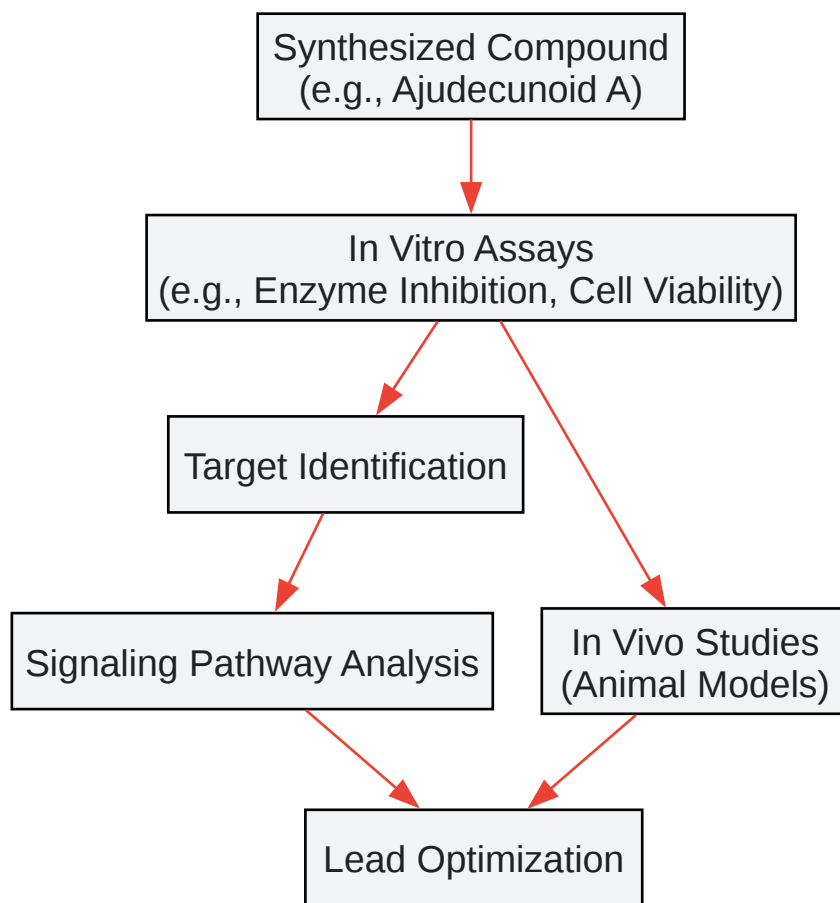 Synthesized Compound
(e.g., Ajudecunoid A)
In Vitro Assays
(e.g., Enzyme Inhibition, Cell Viability)
Target Identification
Signaling Pathway Analysis
In Vivo Studies
(Animal Models)
Lead Optimization